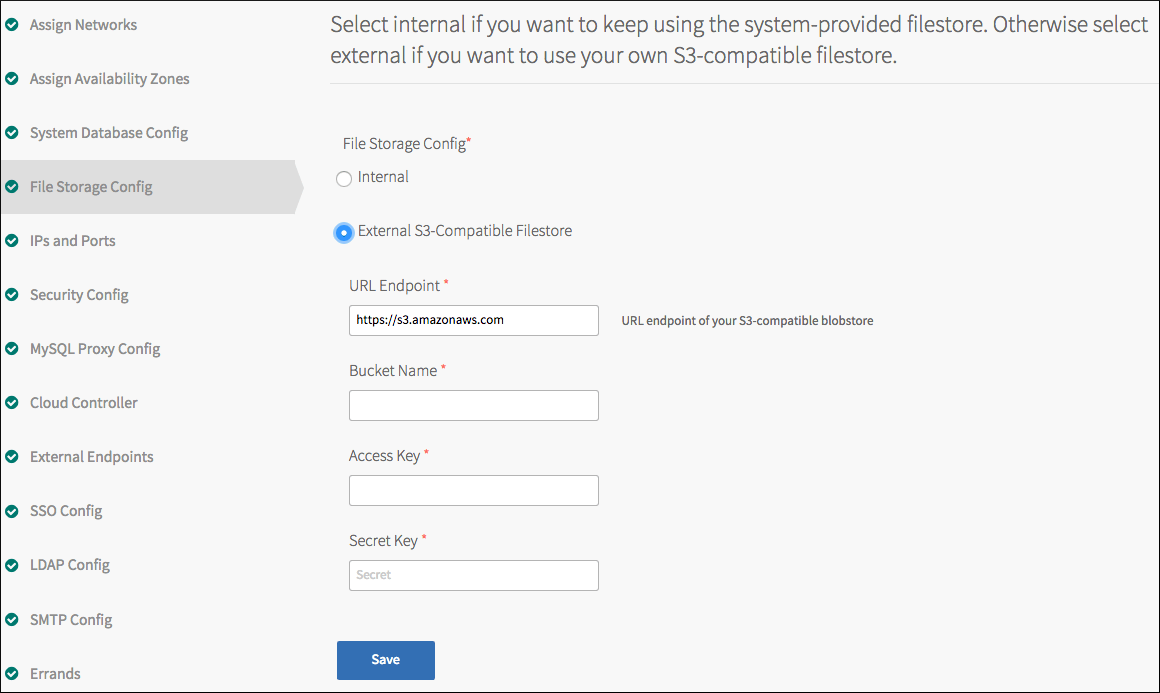 Assign Networks
Assign Availability Zones
System Database Config
File Storage Config
IPs and Ports
Security Config
MySQL Proxy Config
Cloud Controller
External Endpoints
SSO Config
LDAP Config
SMTP Config
Errands
Select internal if you want to keep using the system-provided filestore. Otherwise select
external if you want to use your own S3-compatible filestore.
File Storage Config*
Internal
External S3-Compatible Filestore
URL Endpoint *
https://s3.amazonaws.com
URL endpoint of your S3-compatible blobstore
Bucket Name *
Access Key *
Secret Key *
Secret
Save